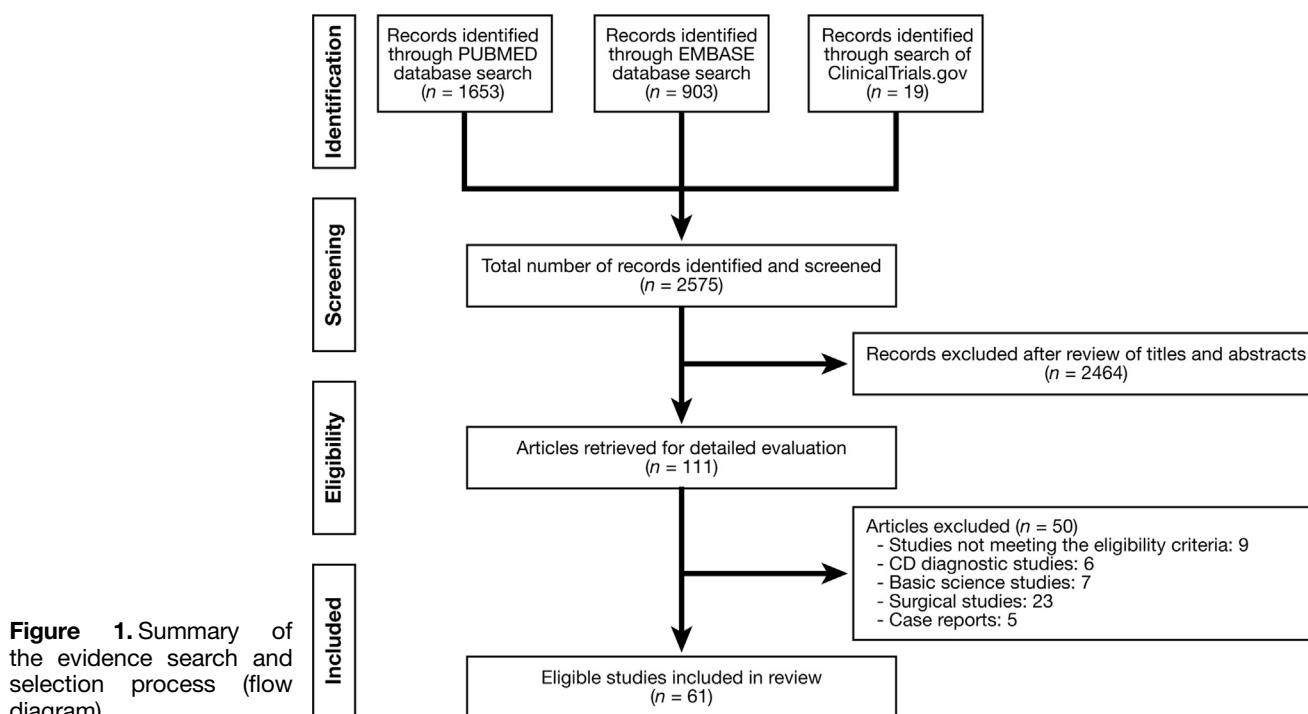 Identification
Records identified
through PUBMED
database search
(n = 1653)
Records identified
through EMBASE
database search
(n = 903)
Records identified
through search of
ClinicalTrials.gov
(n = 19)
Screening
Total number of records identified and screened
(n = 2575)
Records excluded after review of titles and abstracts
(n = 2464)
Eligibility
Articles retrieved for detailed evaluation
(n = 111)
Articles excluded (n = 50)
- Studies not meeting the eligibility criteria: 9
- CD diagnostic studies: 6
- Basic science studies: 7
- Surgical studies: 23
- Case reports: 5
Included
Eligible studies included in review
(n = 61)
Figure 1. Summary of
the evidence search and
selection process (flow
diagram)